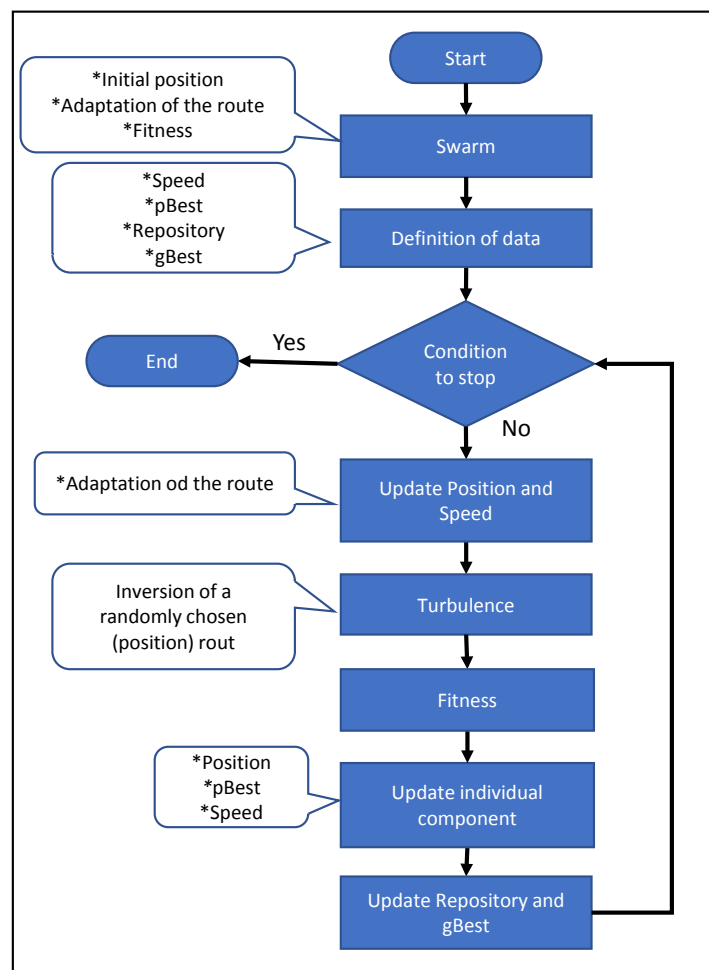 Start
*Initial position
*Adaptation of the route
*Fitness
Swarm
*Speed
*pBest
*Repository
*gBest
Definition of data
Condition
to stop
Yes
End
No
*Adaptation od the route
Update Position and
Speed
Inversion of a
randomly chosen
(position) rout
Turbulence
Fitness
*Position
*pBest
*Speed
Update individual
component
Update Repository and
gBest